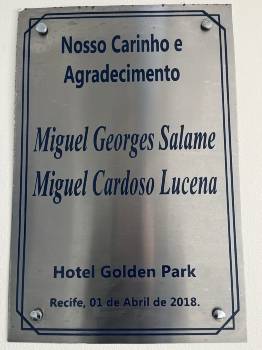 Nosso Carinho e
Agradecimento
Miguel Georges Salame
Miguel Cardoso Lucena
Hotel Golden Park
Recife, 01 de Abril de 2018.